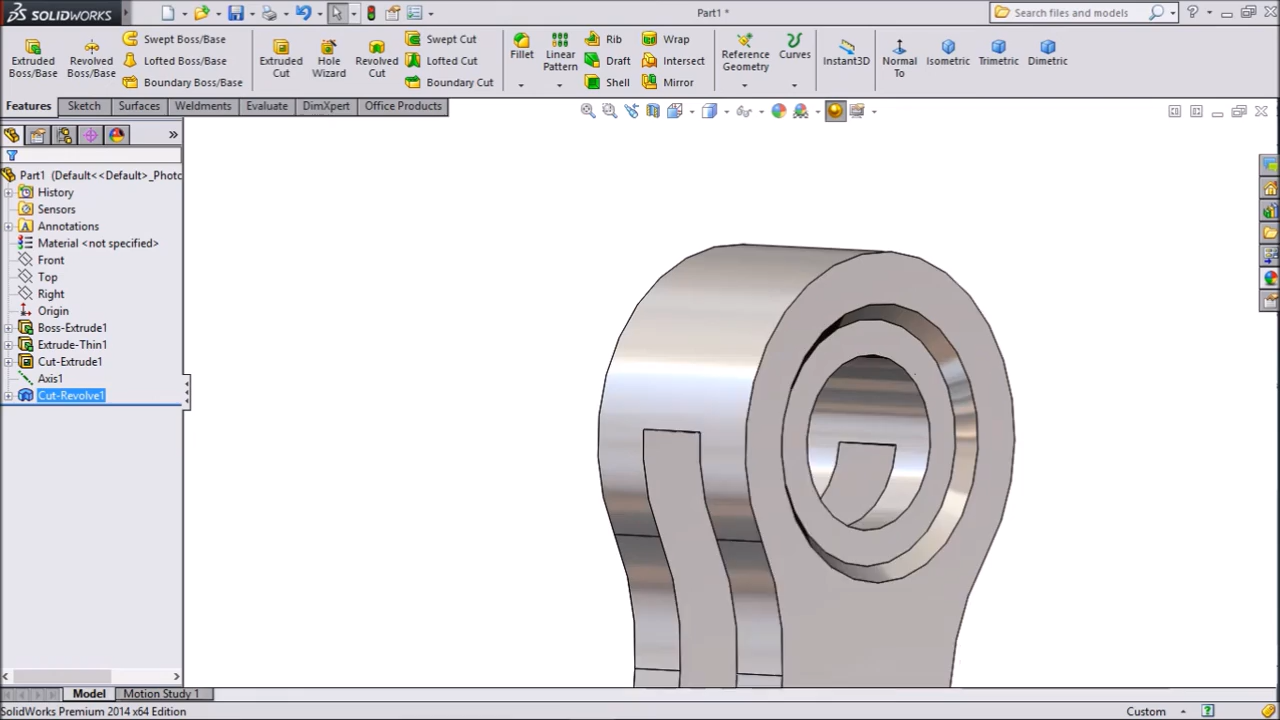 SOLIDWORKS
Part1 *
Search files and models
Extruded Boss/Base
Revolved Boss/Base
Swept Boss/Base
Lofted Boss/Base
Boundary Boss/Base
Extruded Cut
Hole Wizard
Revolved Cut
Swept Cut
Lofted Cut
Boundary Cut
Fillet
Linear Pattern
Rib
Draft
Shell
Wrap
Intersect
Mirror
Reference Geometry
Curves
Instant3D
Normal To
Isometric
Trimetric
Dimetric
Features
Sketch
Surfaces
Weldments
Evaluate
DimXpert
Office Products
Part1 (Default<<Default>_Photo
History
Sensors
Annotations
Material <not specified>
Front
Top
Right
Origin
Boss-Extrude1
Extrude-Thin1
Cut-Extrude1
Axis1
Cut-Revolve1
Model
Motion Study 1
SolidWorks Premium 2014 x64 Edition
Custom